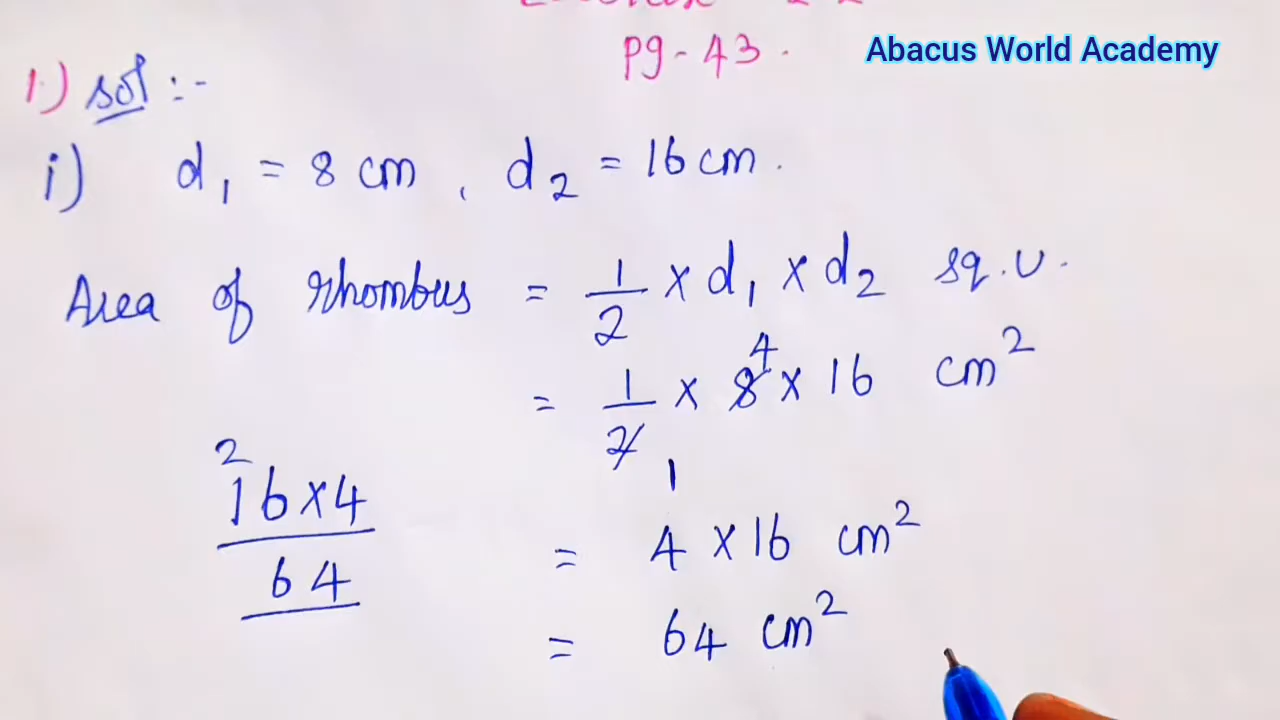 Pg-43.
Abacus World Academy
1.) sol :-
i) d₁ = 8 cm, d₂ = 16 cm.
Area of rhombus = 1/2 × d₁ × d₂ sq.u.
= 1/2 × 8 × 16 cm²
4
1
2
16×4
64
= 4 × 16 cm²
= 64 cm²